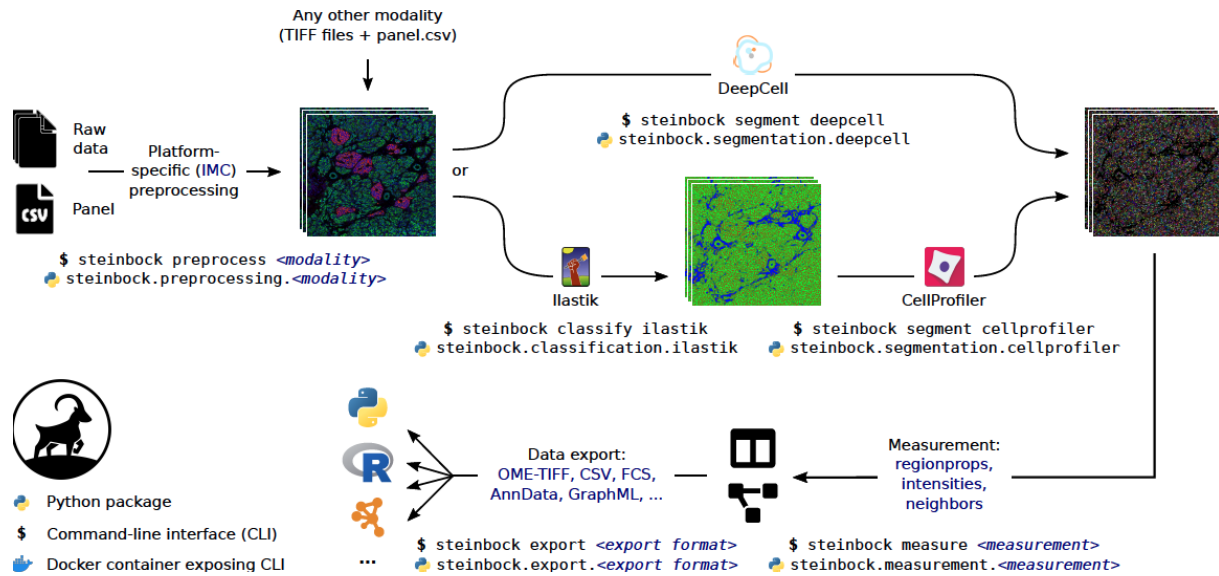 Any other modality
(TIFF files + panel.csv)
Raw
data
Platform-
specific (IMC)
preprocessing
CSV
Panel
$ steinbock preprocess <modality>
steinbock.preprocessing.<modality>
or
DeepCell
$ steinbock segment deepcell
steinbock.segmentation.deepcell
Ilastik
$ steinbock classify ilastik
steinbock.classification.ilastik
CellProfiler
$ steinbock segment cellprofiler
steinbock.segmentation.cellprofiler
Measurement:
regionprops,
intensities,
neighbors
$ steinbock measure <measurement>
steinbock.measurement.<measurement>
Data export:
OME-TIFF, CSV, FCS,
AnnData, GraphML, ...
$ steinbock export <export format>
steinbock.export.<export format>
R
...
Python package
$ Command-line interface (CLI)
Docker container exposing CLI